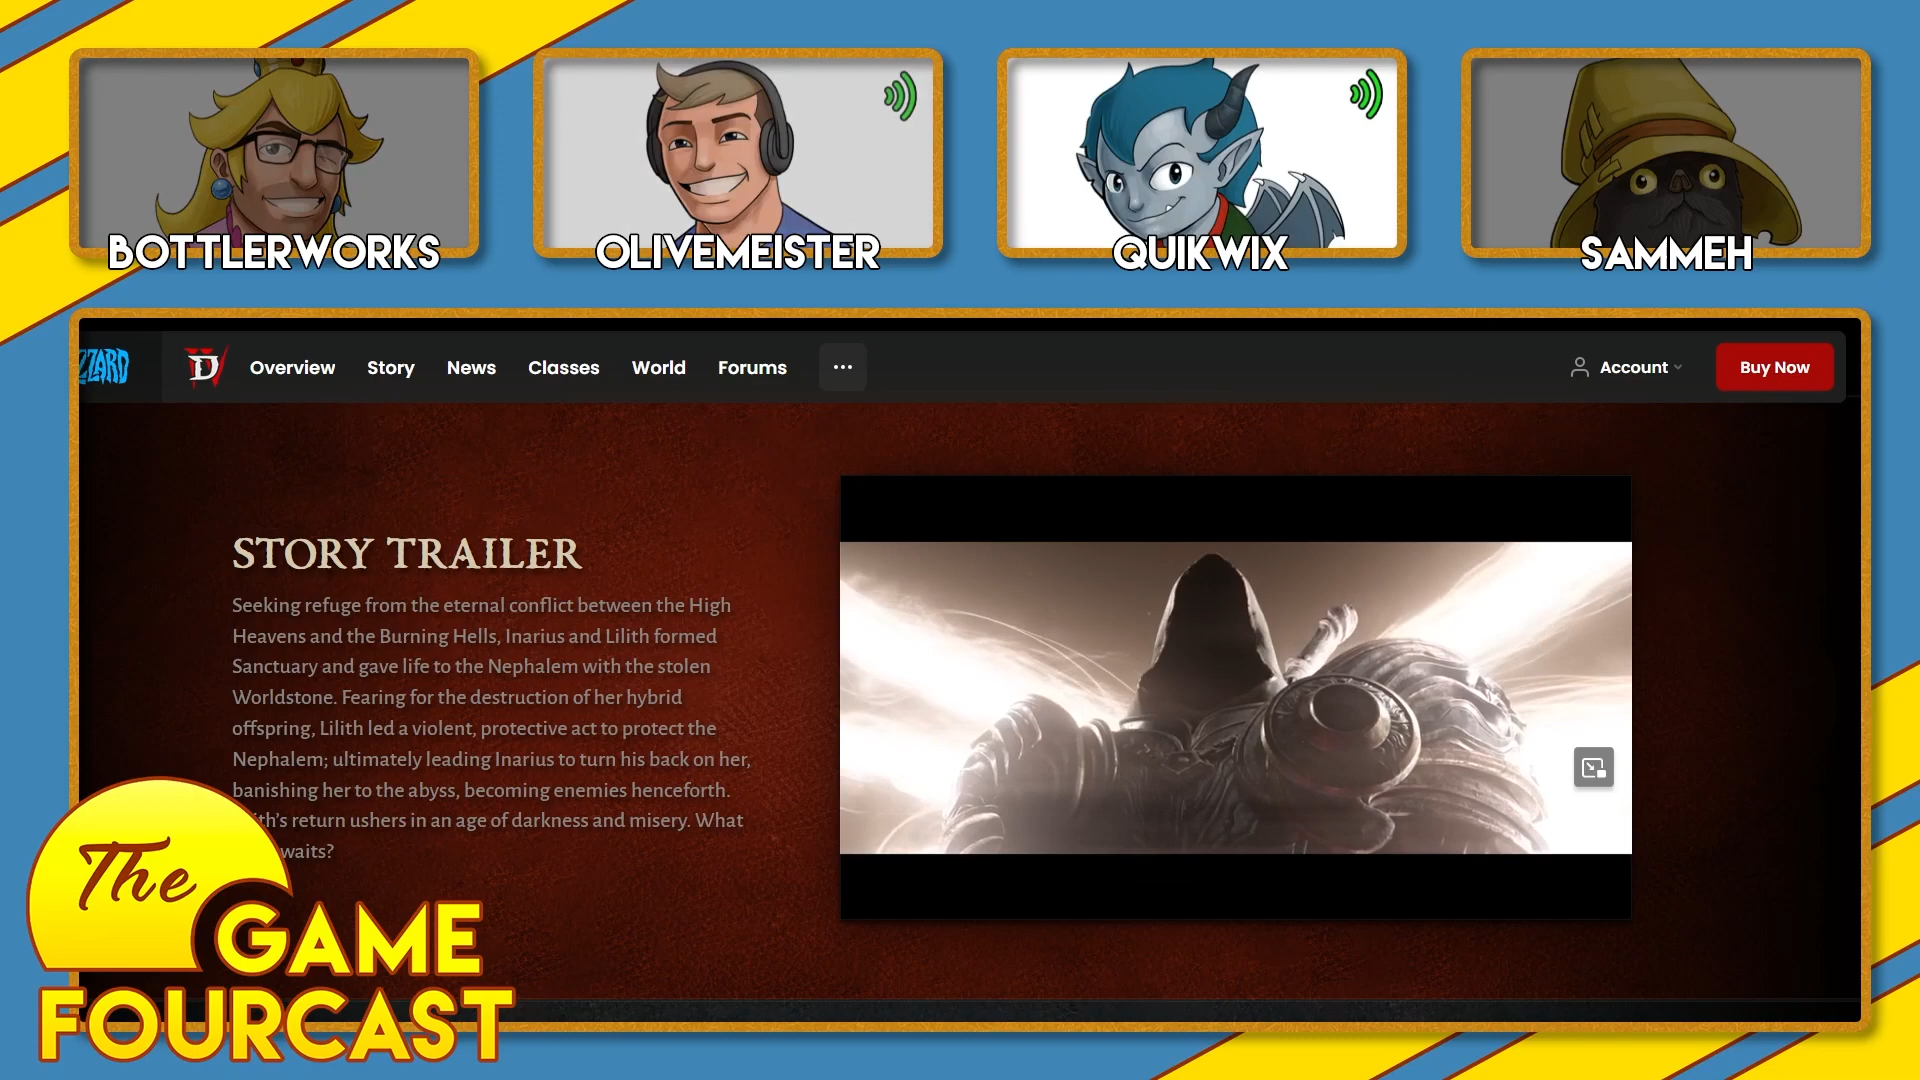 BOTTLERWORKS
OLIVEMEISTER
QUIKWIX
SAMMEH
ZZARD
D
Overview
Story
News
Classes
World
Forums
...
Account
Buy Now
STORY TRAILER
Seeking refuge from the eternal conflict between the High
Heavens and the Burning Hells, Inarius and Lilith formed
Sanctuary and gave life to the Nephalem with the stolen
Worldstone. Fearing for the destruction of her hybrid
offspring, Lilith led a violent, protective act to protect the
Nephalem; ultimately leading Inarius to turn his back on her,
banishing her to the abyss, becoming enemies henceforth.
ith's return ushers in an age of darkness and misery. What
waits?
The
GAME
FOURCAST